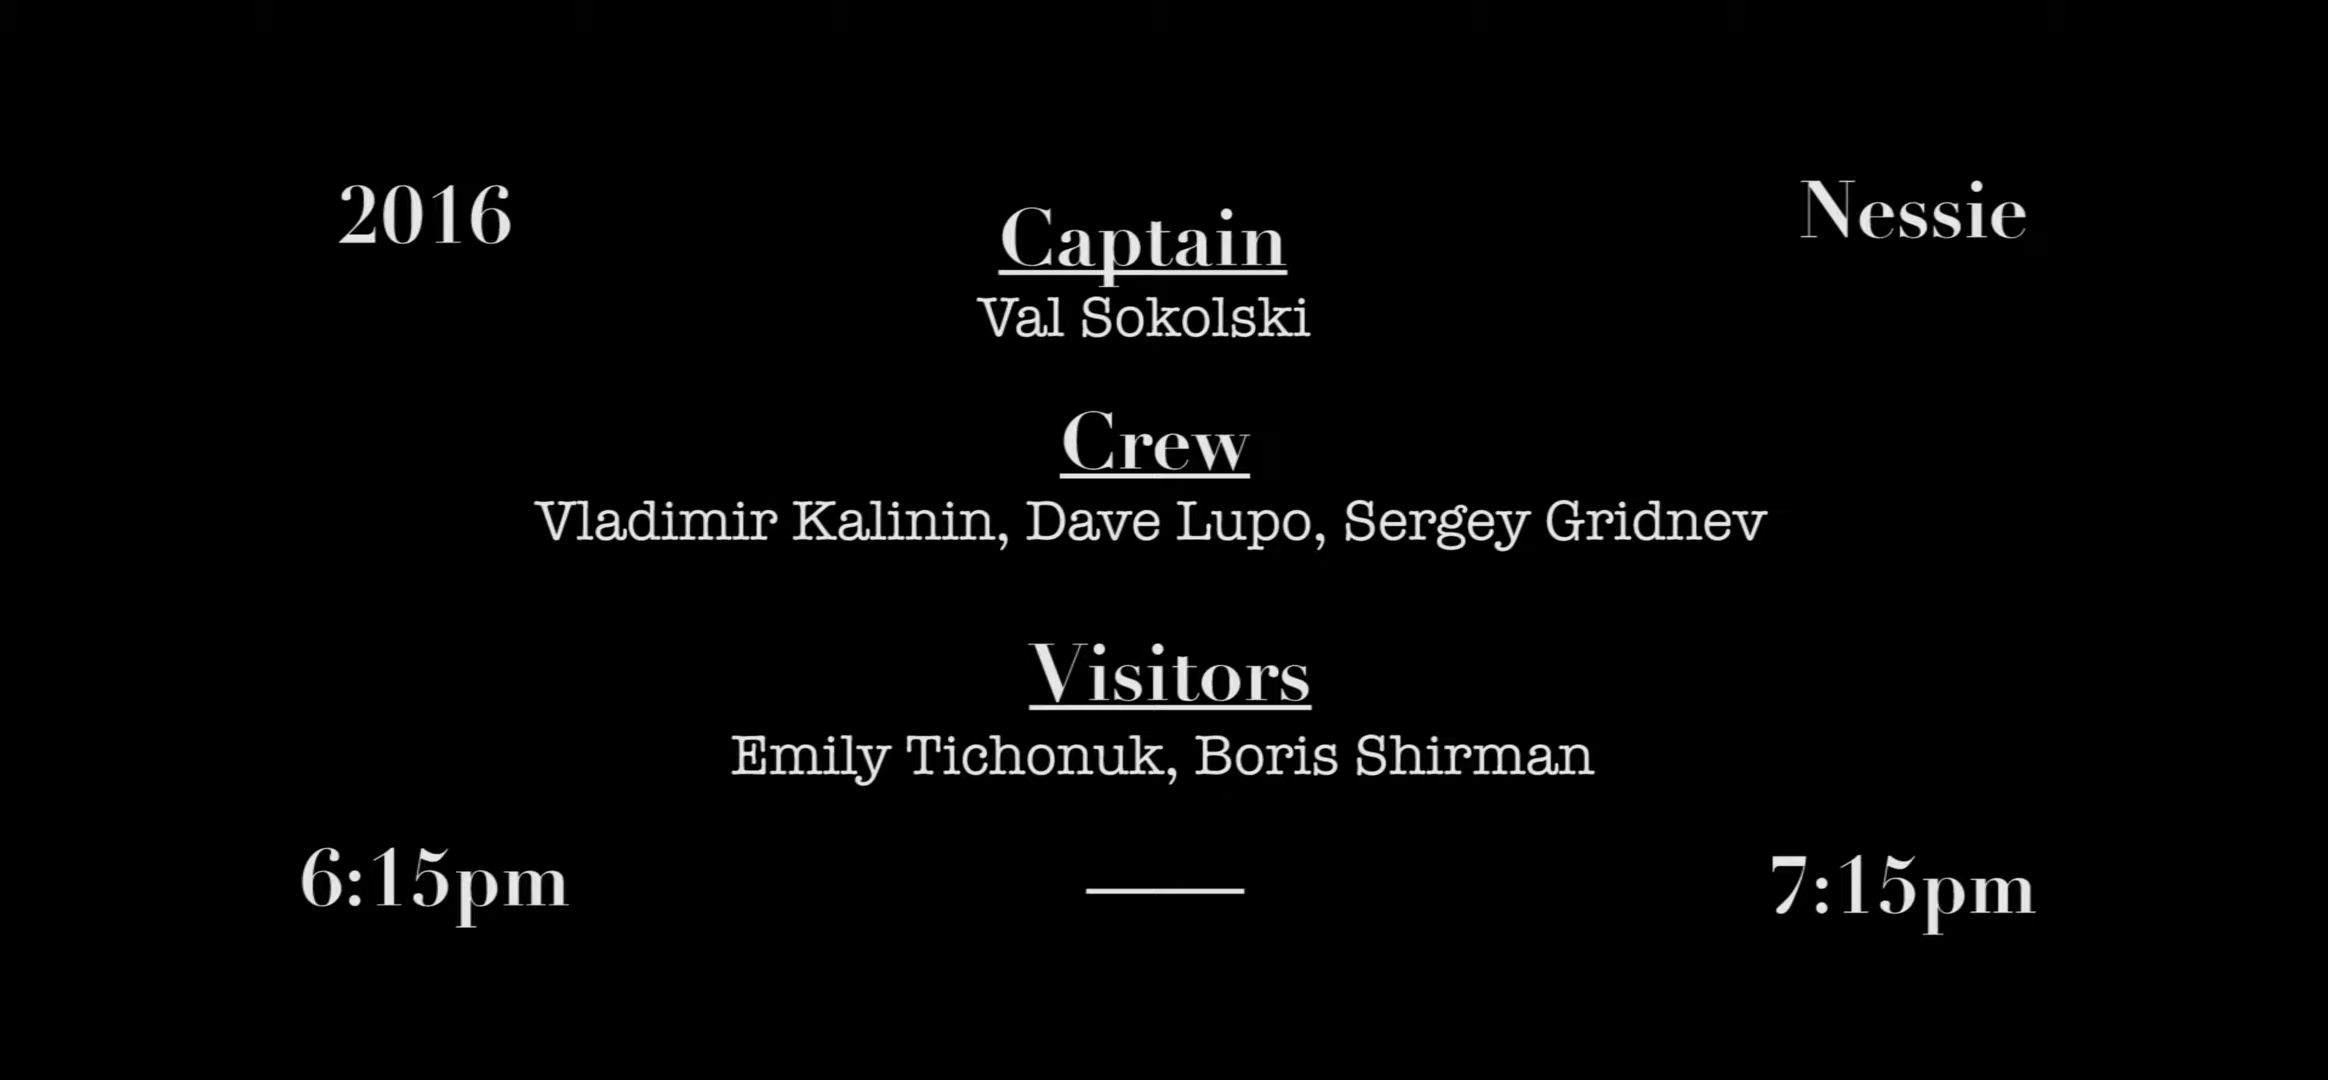 2016
Nessie
Captain
Val Sokolski
Crew
Vladimir Kalinin, Dave Lupo, Sergey Gridnev
Visitors
Emily Tichonuk, Boris Shirman
6:15pm — 7:15pm